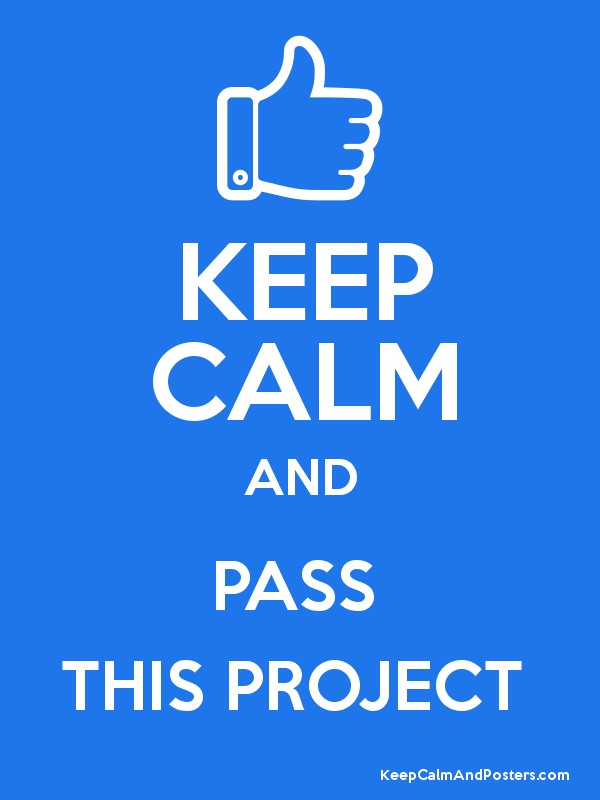 KEEP
CALM
AND
PASS
THIS PROJECT
KeepCalmAndPosters.com